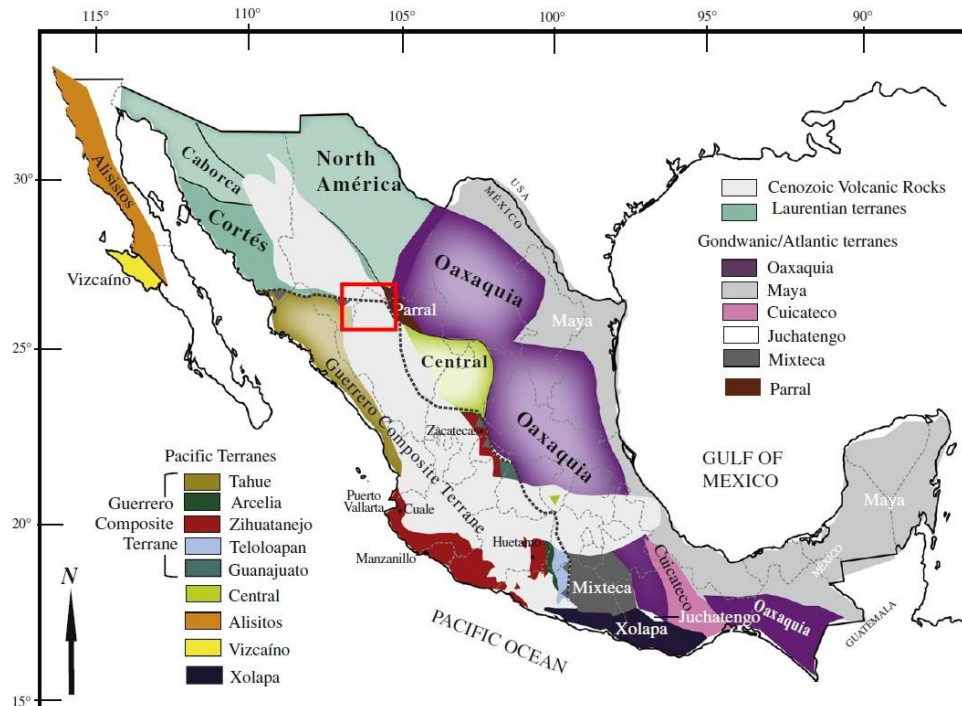 115°
110°
105°
100°
95°
90°
30°
25°
20°
15°
Alisistos
Vizcaíno
Caborca
Cortés
North
América
USA
MÉXICO
Oaxaquia
Parral
Maya
Central
Guerrero Composite Terrane
Zacatecas
Oaxaquia
Puerto
Vallarta
Cuale
Huetamo
Manzanillo
Mixteca
Cuicateco
Juchatengo
Xolapa
Oaxaquia
Maya
MÉXICO
GUATEMALA
GULF OF
MEXICO
PACIFIC OCEAN
N
Cenozoic Volcanic Rocks
Laurentian terranes
Gondwanic/Atlantic terranes
Oaxaquia
Maya
Cuicateco
Juchatengo
Mixteca
Parral
Pacific Terranes
Guerrero
Composite
Terrane
Tahue
Arcelia
Zihuatanejo
Teloloapan
Guanajuato
Central
Alisitos
Vizcaíno
Xolapa